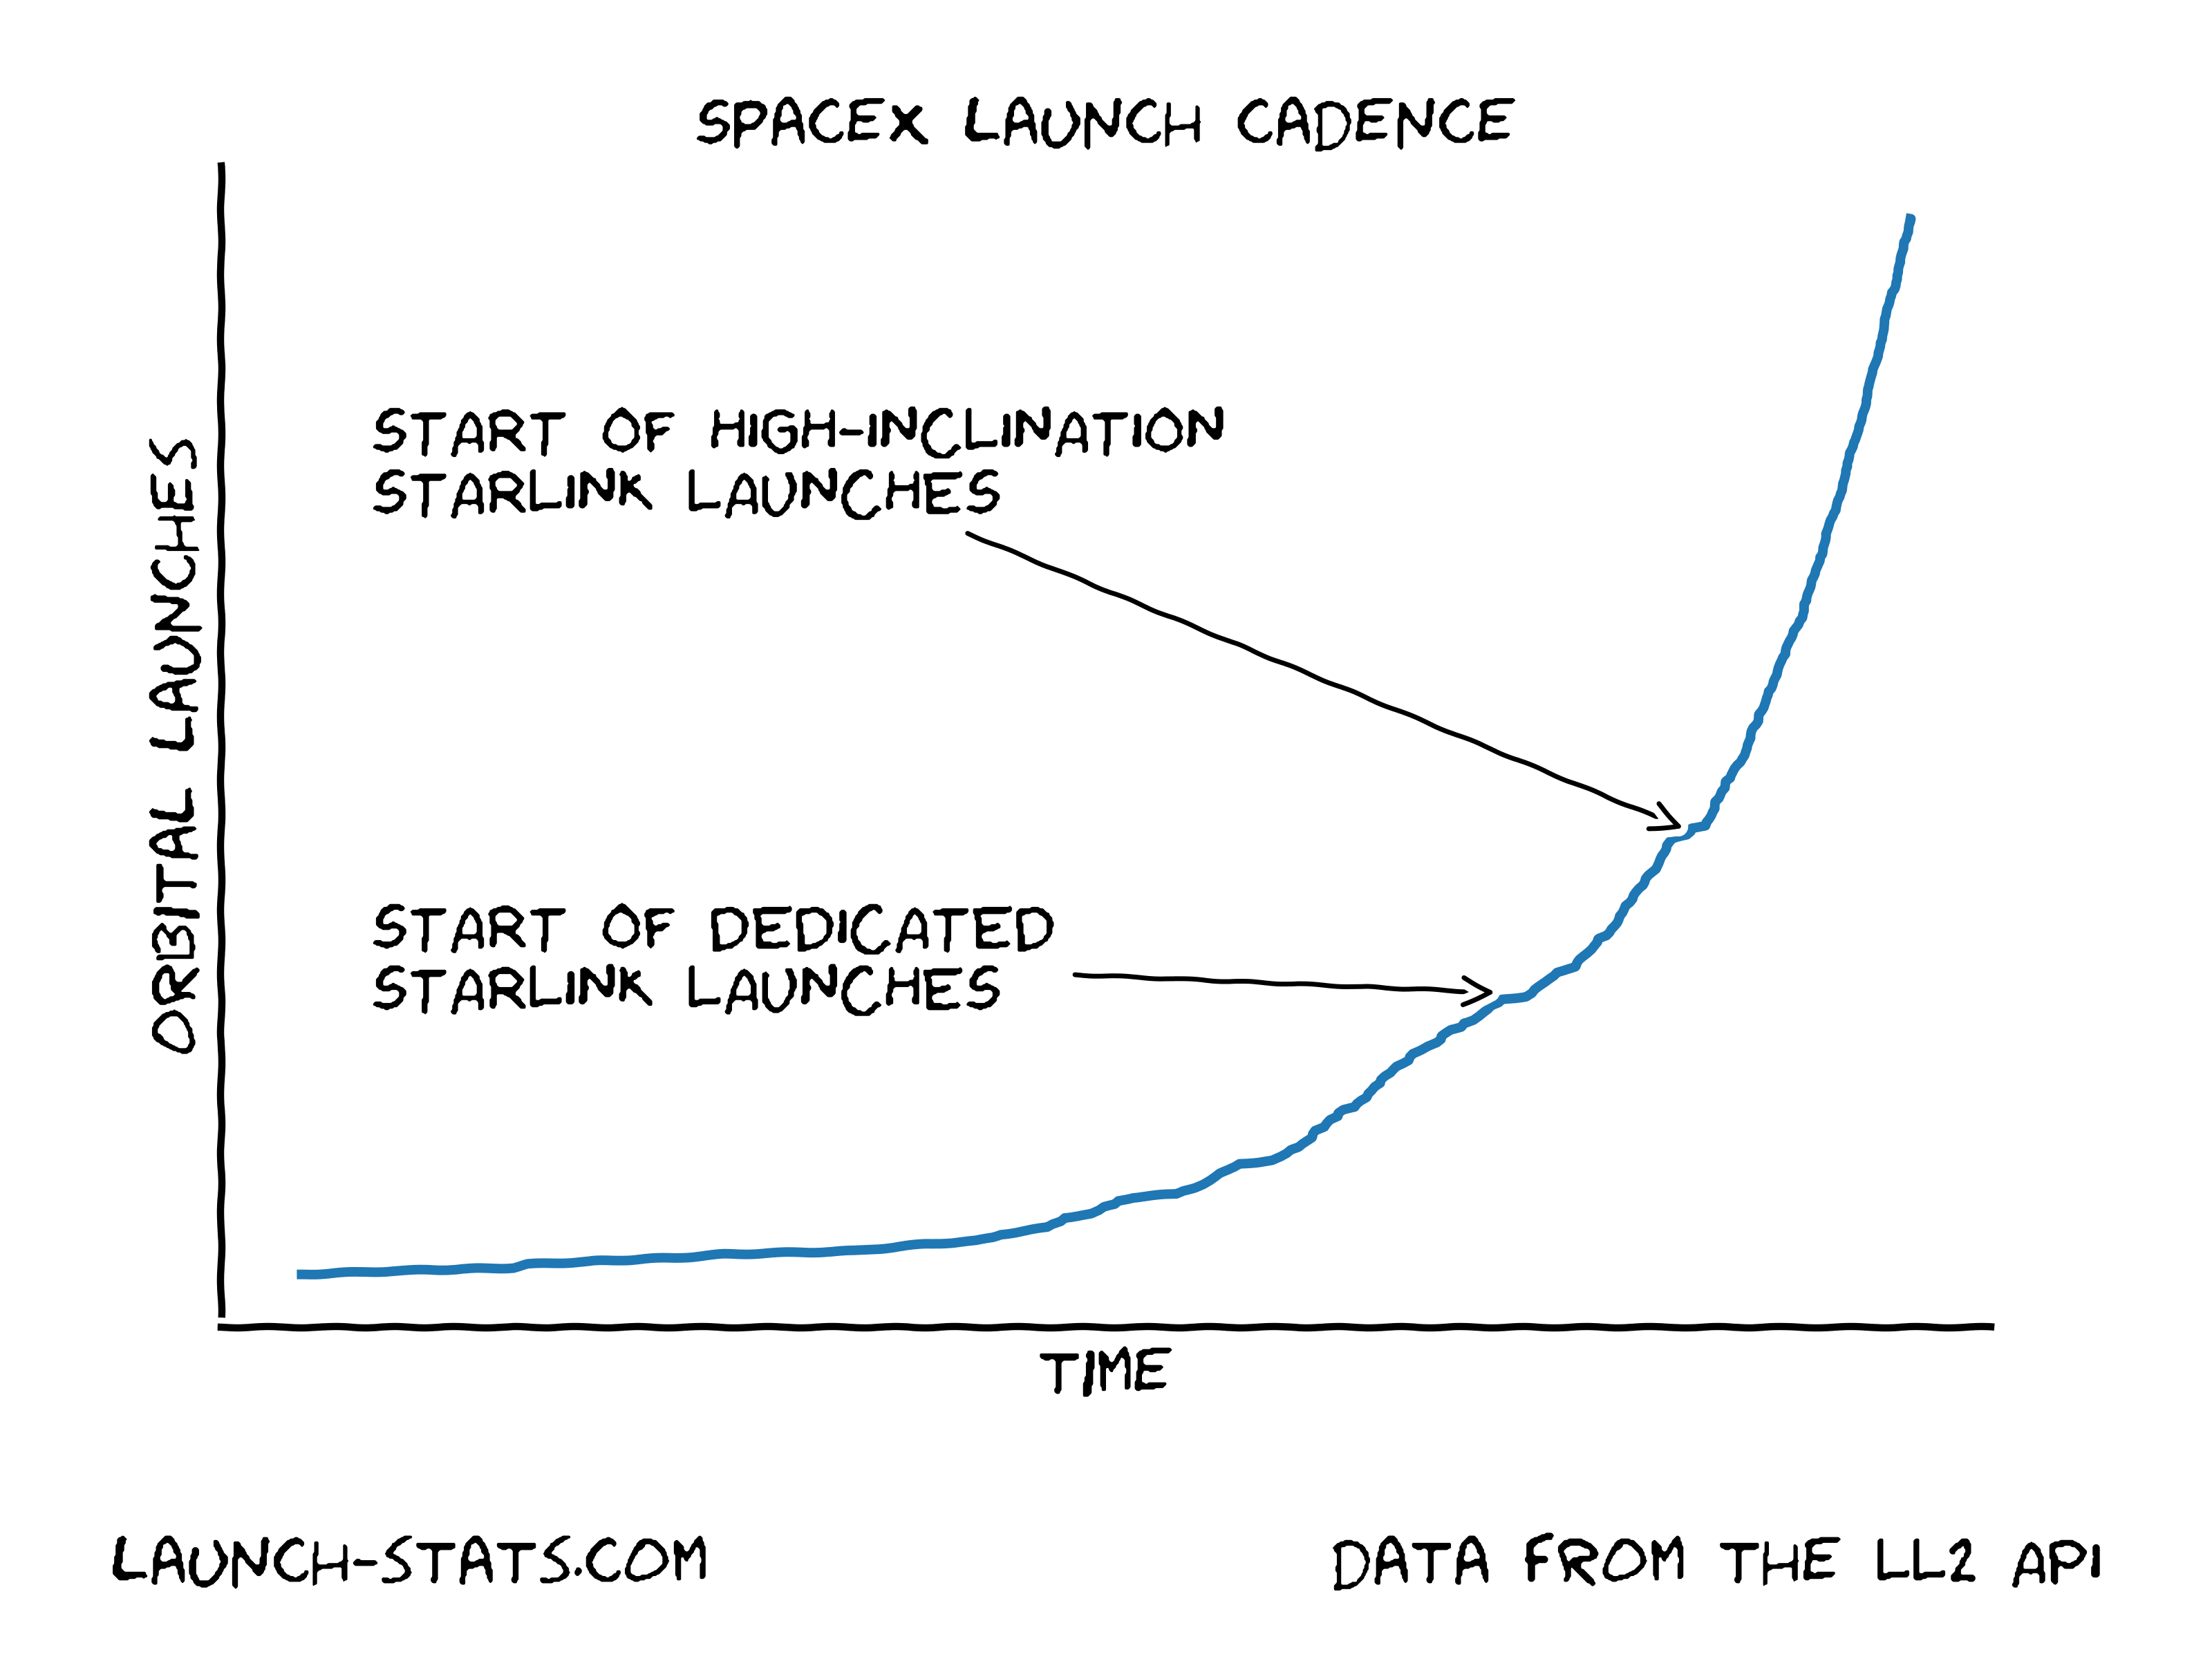 SPACEX LAUNCH CADENCE
START OF HIGH-INCLINATION
STARLINK LAUNCHES
ORBITAL LAUNCHES
START OF DEDICATED
STARLINK LAUNCHES
TIME
LAUNCH-STATS.COM
DATA FROM THE LL2 API